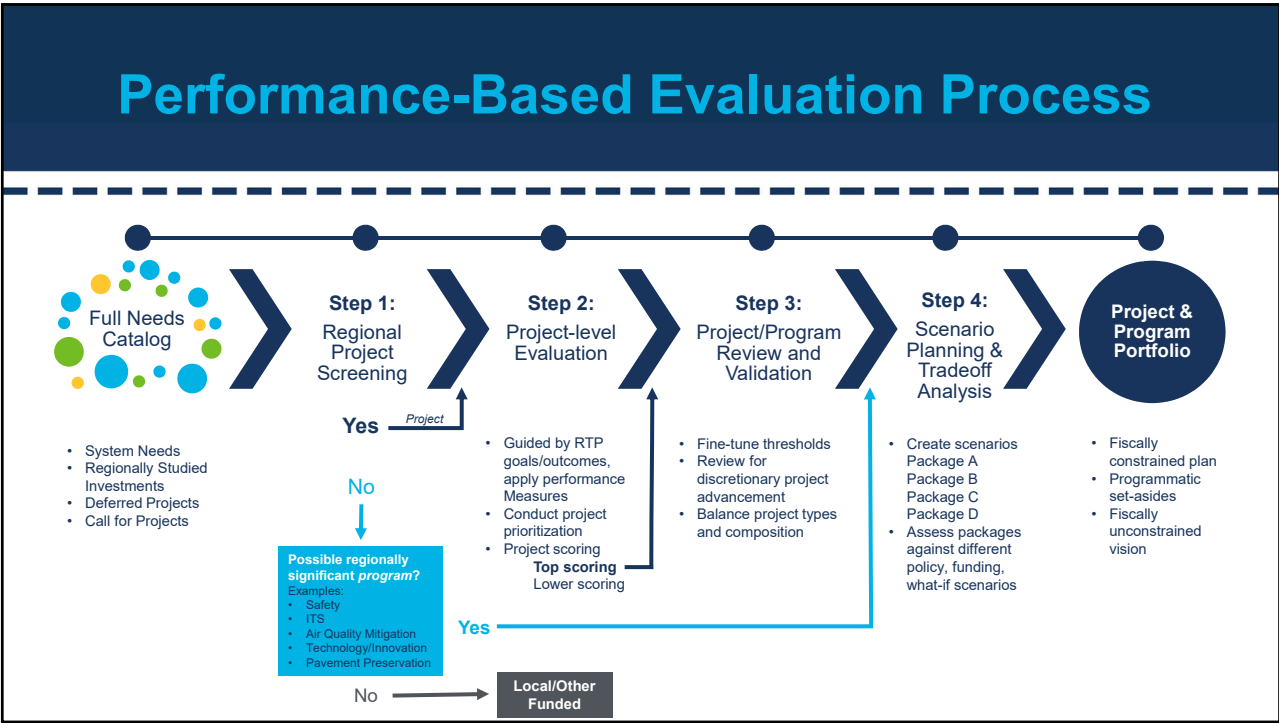 Performance-Based Evaluation Process
Full Needs
Catalog
• System Needs
• Regionally Studied
Investments
• Deferred Projects
• Call for Projects
Step 1:
Regional
Project
Screening
Yes
Project
No
Possible regionally
significant program?
Examples:
• Safety
• ITS
• Air Quality Mitigation
• Technology/Innovation
• Pavement Preservation
Yes
No
Local/Other
Funded
Step 2:
Project-level
Evaluation
• Guided by RTP
goals/outcomes,
apply performance
Measures
• Conduct project
prioritization
• Project scoring
Top scoring
Lower scoring
Step 3:
Project/Program
Review and
Validation
• Fine-tune thresholds
• Review for
discretionary project
advancement
• Balance project types
and composition
Step 4:
Scenario
Planning &
Tradeoff
Analysis
• Create scenarios
Package A
Package B
Package C
Package D
• Assess packages
against different
policy, funding,
what-if scenarios
Project &
Program
Portfolio
• Fiscally
constrained plan
• Programmatic
set-asides
• Fiscally
unconstrained
vision